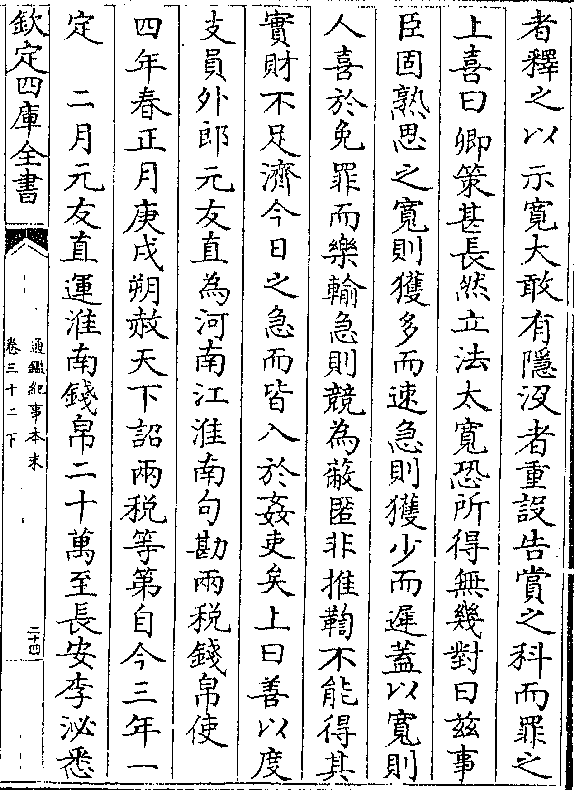 者釋之以示寛大敢有隱没者重設告賞之科而罪之
上喜曰卿策甚長然立法太寛恐所得無幾對曰兹事
臣固熟思之寛則獲多而速急則獲少而遲蓋以寛則
人喜於免罪而樂輸急則競為蔽匿非推鞫不能得其
實財不足濟今日之急而皆入於姦吏矣上曰善以度
支員外郎元友直為河南江淮南句勘兩税錢帛使
四年春正月庚戌朔赦天下詔兩税等第自今三年一
定　二月元友直運淮南錢帛二十萬至長安李泌悉
欽定四庫全書
通鑑紀事本末
卷三十二下
二十四